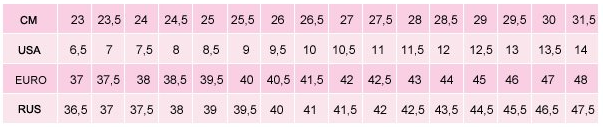 CM 23 23,5 24 24,5 25 25,5 26 26,5 27 27,5 28 28,5 29 29,5 30 31,5
USA 6,5 7 7,5 8 8,5 9 9,5 10 10,5 11 11,5 12 12,5 13 13,5 14
EURO 37 37,5 38 38,5 39,5 40 40,5 41,5 42 42,5 43 44 45 46 47 48
RUS 36,5 37 37,5 38 39 39,5 40 41 41,5 42 42,5 43,5 44,5 45,5 46,5 47,5